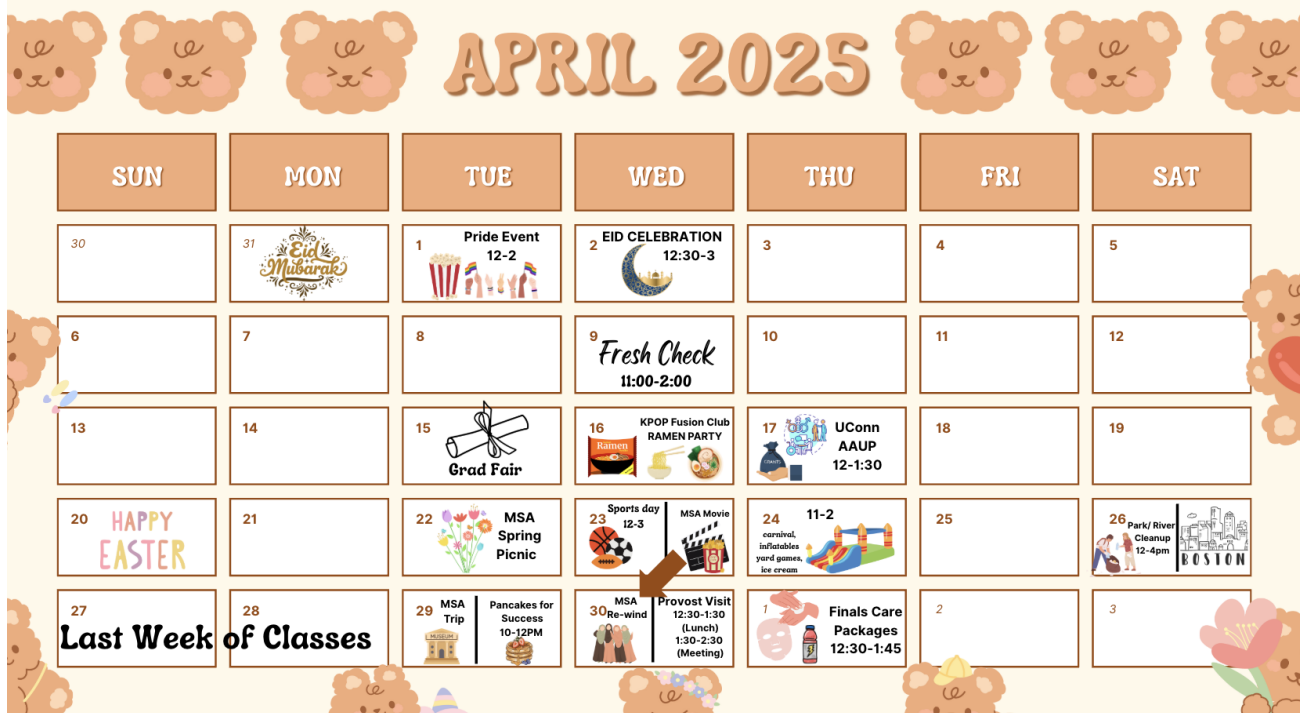 APRIL 2025
SUN MON TUE WED THU FRI SAT
30
31
Eid
Mubarak
1
Pride Event
12-2
2
EID CELEBRATION
12:30-3
3
4
5
6
7
8
9
Fresh Check
11:00-2:00
10
11
12
13
14
15
Grad Fair
16
KPOP Fusion Club
RAMEN PARTY
Ramen
17
UConn
AAUP
12-1:30
GRANTS
18
19
20
HAPPY
EASTER
21
22
MSA
Spring
Picnic
23
Sports day
12-3
MSA Movie
24
11-2
carnival,
inflatables
yard games,
ice cream
25
26
Park/ River
Cleanup
12-4pm
BOSTON
27
28
Last Week of Classes
29
MSA
Trip
MUSEUM
Pancakes for
Success
10-12PM
30
MSA
Re-wind
Provost Visit
12:30-1:30
(Lunch)
1:30-2:30
(Meeting)
1
Finals Care
Packages
12:30-1:45
2
3